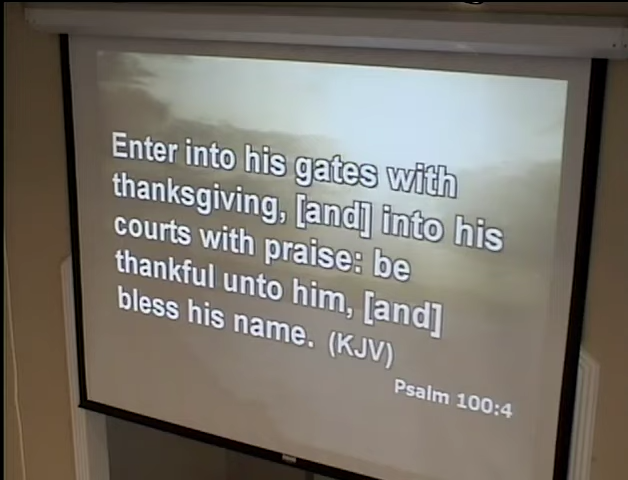 Enter into his gates with
thanksgiving, [and] into his
courts with praise: be
thankful unto him, [and]
bless his name. (KJV)
Psalm 100:4